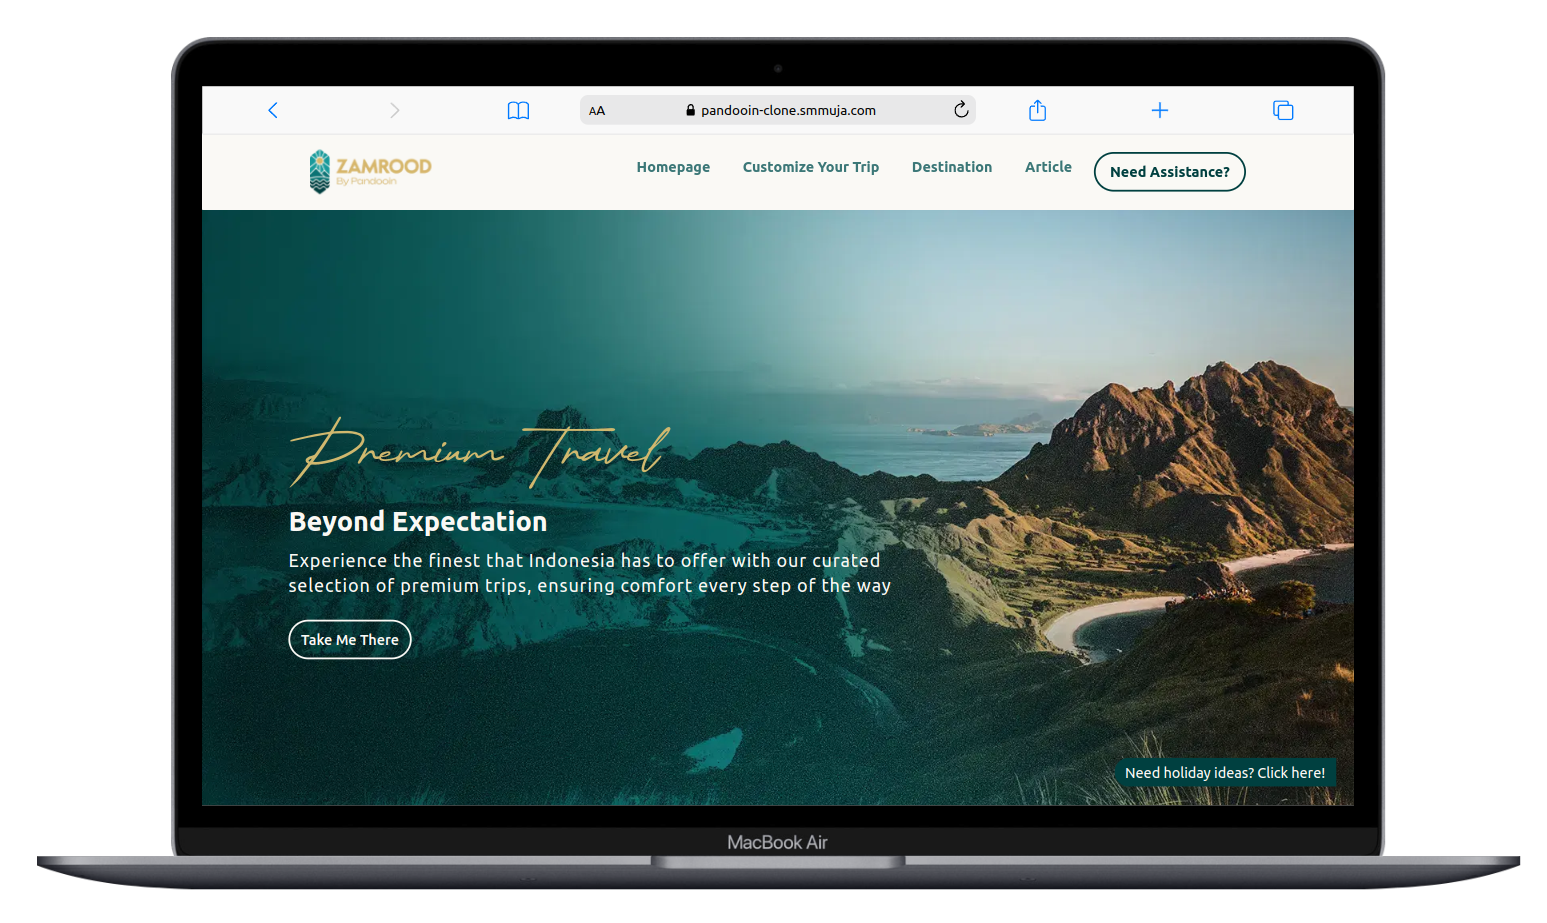 AA
pandooin-clone.smmuja.com
ZAMROOD
By Pandooin
Homepage
Customize Your Trip
Destination
Article
Need Assistance?
Premium Travel
Beyond Expectation
Experience the finest that Indonesia has to offer with our curated
selection of premium trips, ensuring comfort every step of the way
Take Me There
Need holiday ideas? Click here!
MacBook Air